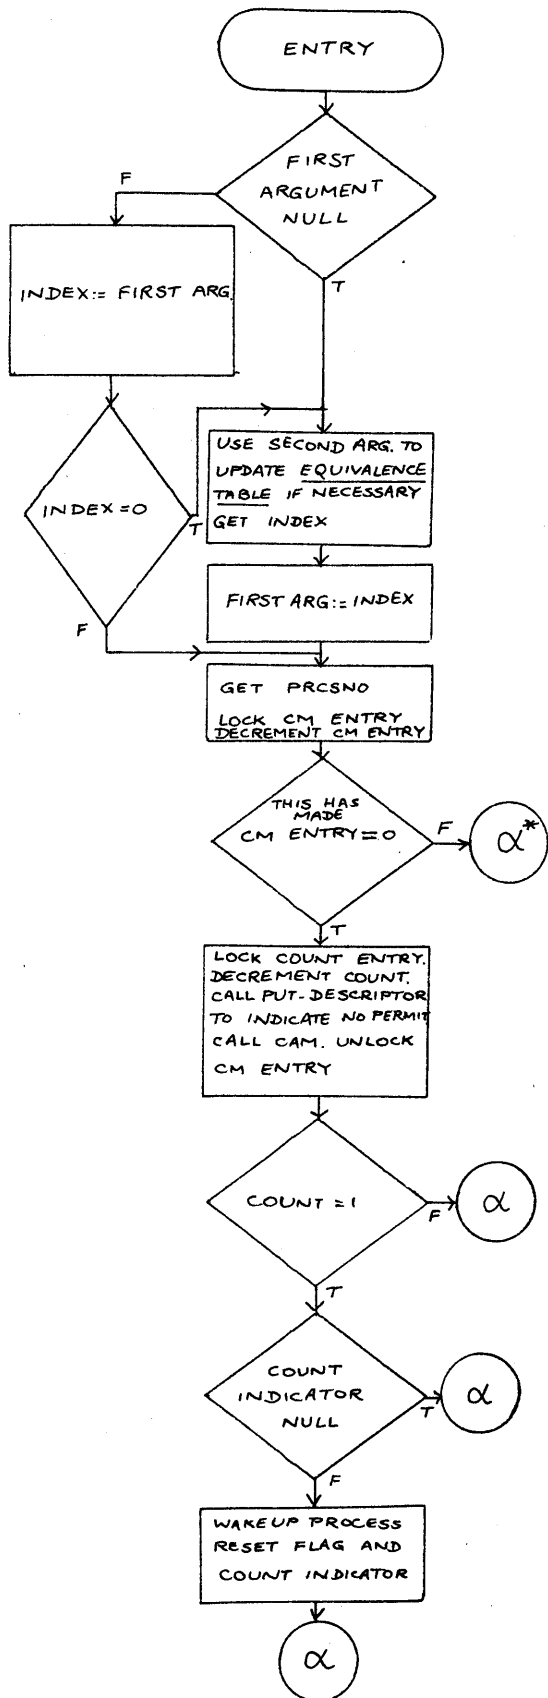 ENTRY
FIRST
ARGUMENT
NULL
F
T
INDEX:= FIRST ARG.
INDEX=0
T
F
USE SECOND ARG. TO
UPDATE EQUIVALENCE
TABLE IF NECESSARY
GET INDEX
FIRST ARG:= INDEX
GET PRCSNO
LOCK CM ENTRY
DECREMENT CM ENTRY
THIS HAS
MADE
CM ENTRY=0
F
α*
T
LOCK COUNT ENTRY.
DECREMENT COUNT.
CALL PUT-DESCRIPTOR
TO INDICATE NO PERMIT
CALL CAM. UNLOCK
CM ENTRY
COUNT = 1
F
α
T
COUNT
INDICATOR
NULL
T
α
F
WAKEUP PROCESS
RESET FLAG AND
COUNT INDICATOR
α